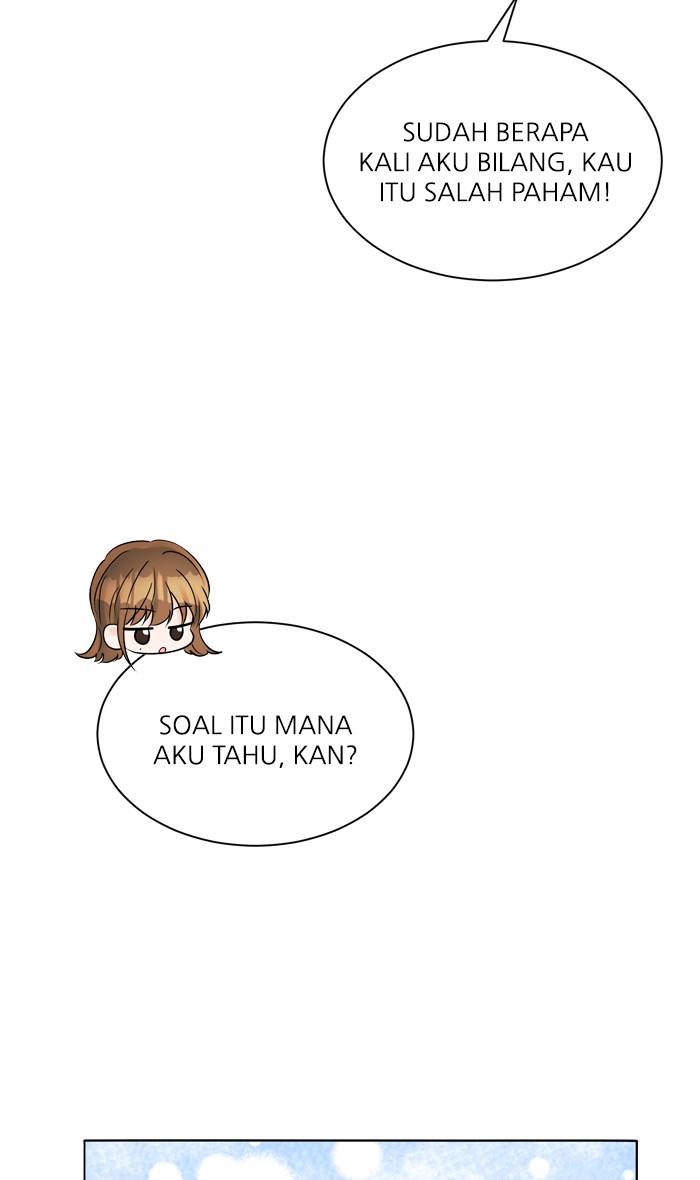 SUDAH BERAPA
KALI AKU BILANG, KAU
ITU SALAH PAHAM!
SOAL ITU MANA
AKU TAHU, KAN?